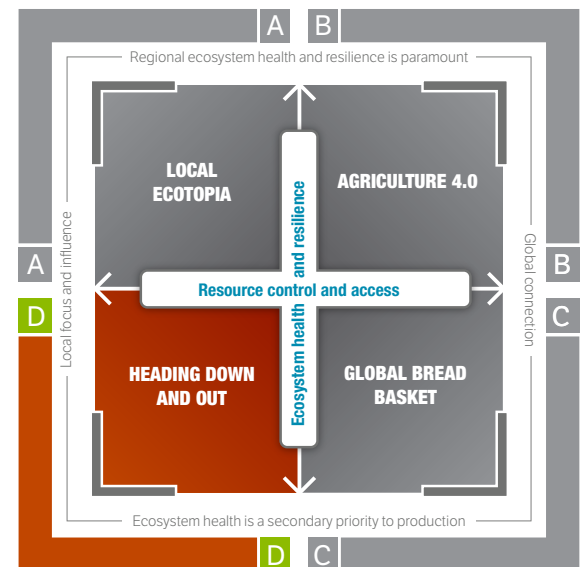 A B
Regional ecosystem health and resilience is paramount
LOCAL
ECOTOPIA
AGRICULTURE 4.0
Ecosystem health and resilience
Local focus and influence
Global connection
A
B
Resource control and access
D
C
HEADING DOWN
AND OUT
GLOBAL BREAD
BASKET
Ecosystem health is a secondary priority to production
D C